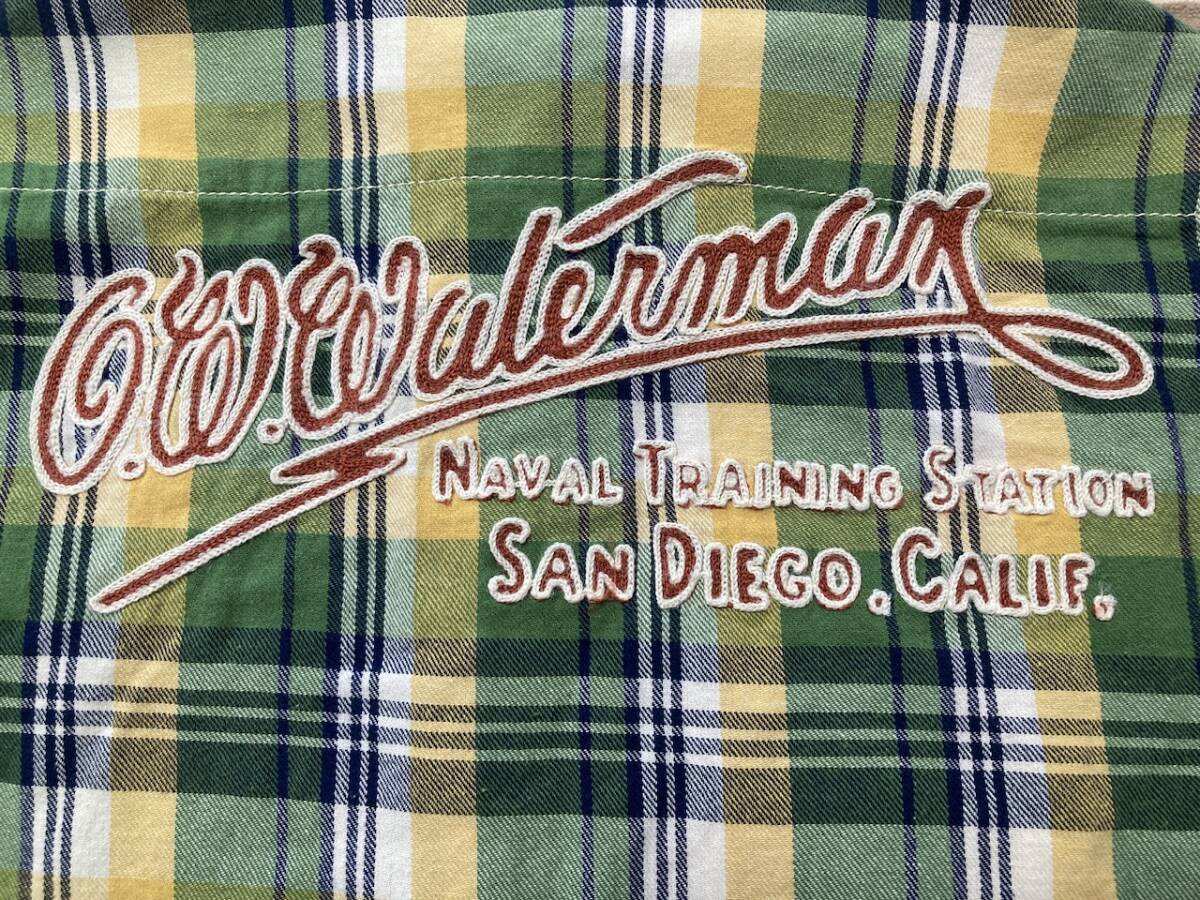 O.W.Waterman
NAVAL TRAINING STATION
SAN DIEGO. CALIF.